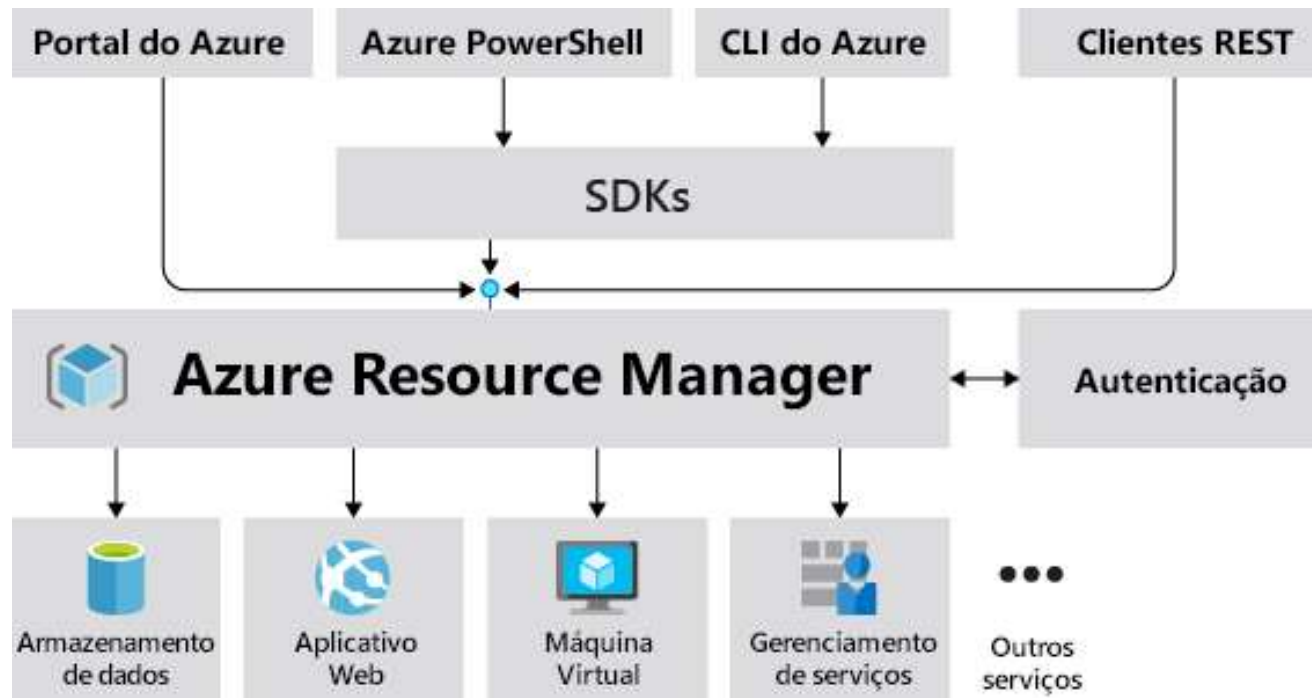 Portal do Azure
Azure PowerShell
CLI do Azure
Clientes REST
SDKs
Azure Resource Manager
Autenticação
Armazenamento
de dados
Aplicativo
Web
Máquina
Virtual
Gerenciamento
de serviços
Outros
serviços